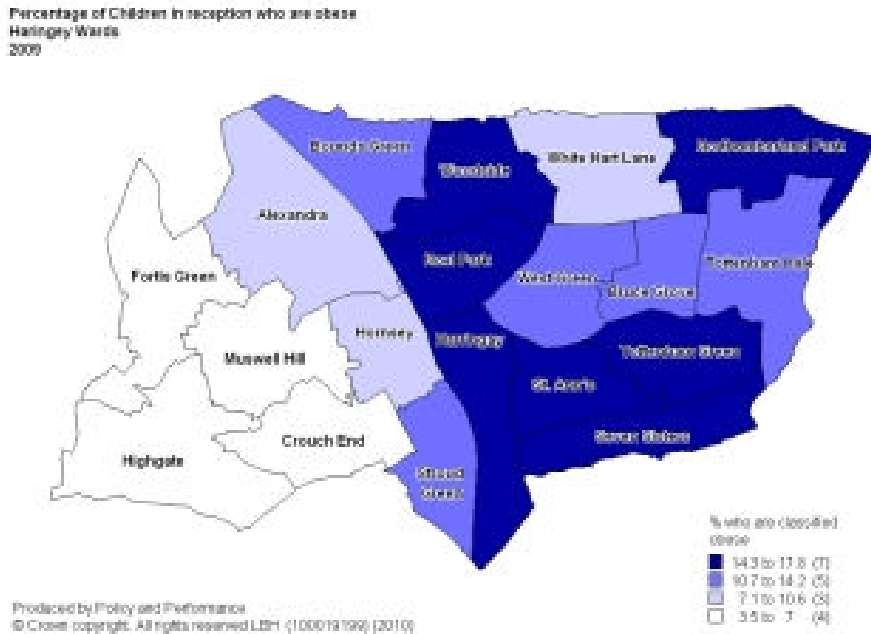 Percentage of Children in reception who are obese
Haringey Wards
2009
Bounds Green
Woodside
White Hart Lane
Northumberland Park
Alexandra
Noel Park
West Green
Bruce Grove
Tottenham Hale
Fortis Green
Hornsey
Harringay
Tottenham Green
Muswell Hill
St. Ann's
Crouch End
Seven Sisters
Highgate
Stroud
Green
% who are classified
obese
14.3 to 17.8 (7)
10.7 to 14.2 (5)
7.1 to 10.6 (3)
3.5 to 7 (4)
Produced by Policy and Performance
© Crown copyright. All rights reserved LBH (100019199) (2010)